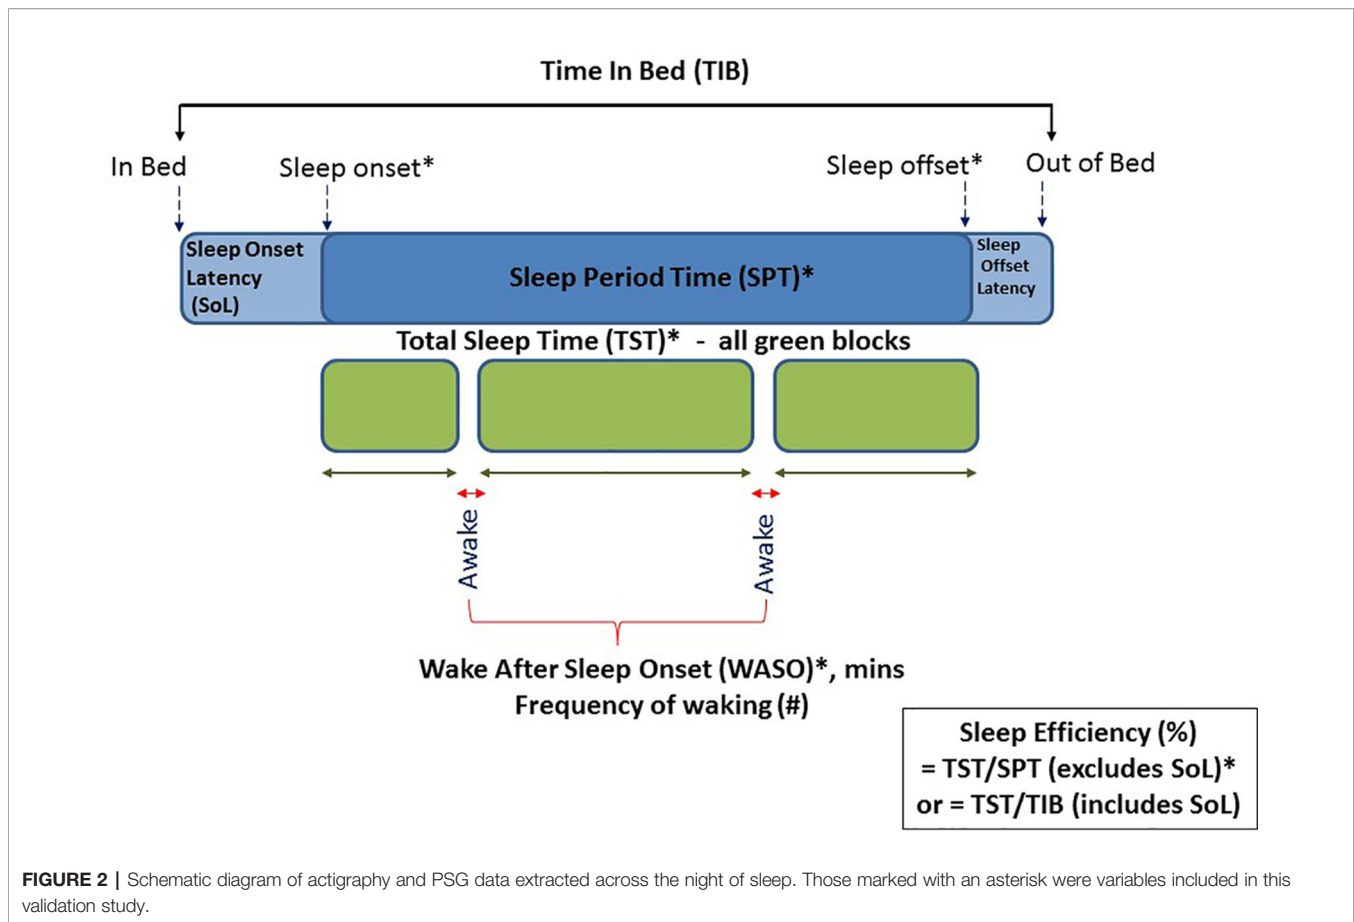 Time In Bed (TIB)
In Bed
Sleep onset*
Sleep offset*
Out of Bed
Sleep Onset
Latency
(SoL)
Sleep Period Time (SPT)*
Sleep
Offset
Latency
Total Sleep Time (TST)* - all green blocks
Awake
Awake
Wake After Sleep Onset (WASO)*, mins
Frequency of waking (#)
Sleep Efficiency (%)
= TST/SPT (excludes SoL)*
or = TST/TIB (includes SoL)
FIGURE 2 | Schematic diagram of actigraphy and PSG data extracted across the night of sleep. Those marked with an asterisk were variables included in this
validation study.